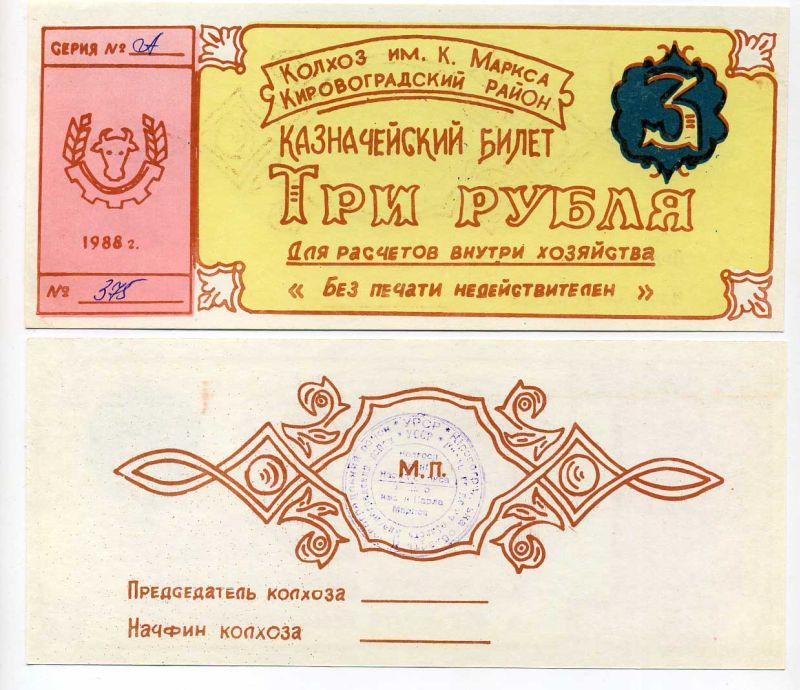 Серия № А
1988 г.
№ 375
Колхоз им. К. Маркса
Кировоградский район
3
Казначейский билет
Три рубля
Для расчетов внутри хозяйства
« Без печати недействителен »
УРСР
УССР
М.П.
Маркса
Председатель колхоза
Начфин колхоза